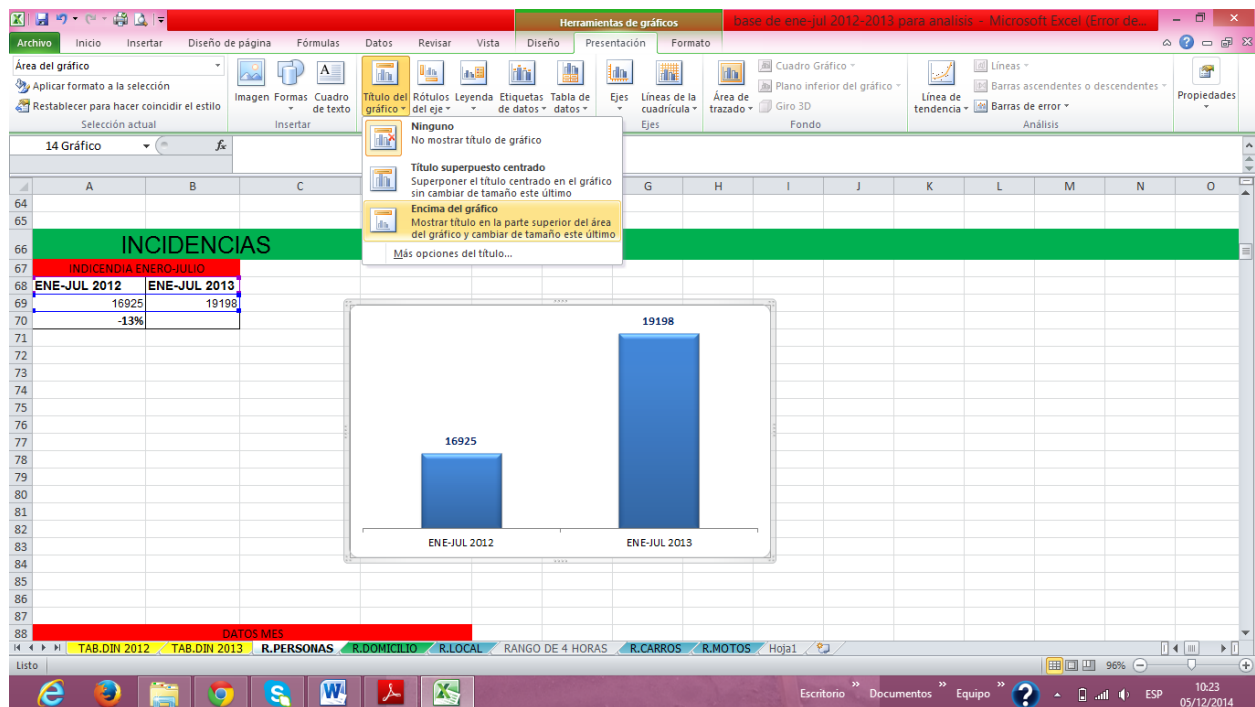 Herramientas de gráficos
base de ene-jul 2012-2013 para analisis - Microsoft Excel (Error de...
Archivo Inicio Insertar Diseño de página Fórmulas Datos Revisar Vista Diseño Presentación Formato
Área del gráfico
Aplicar formato a la selección
Restablecer para hacer coincidir el estilo
Selección actual
Imagen Formas Cuadro de texto
Insertar
Título del gráfico Rótulos del eje Leyenda Etiquetas de datos Tabla de datos
Ejes Líneas de la cuadrícula
Ejes
Área de trazado
Cuadro Gráfico
Plano inferior del gráfico
Giro 3D
Fondo
Línea de tendencia
Líneas
Barras ascendentes o descendentes
Barras de error
Análisis
Propiedades
Ninguno
No mostrar título de gráfico
Título superpuesto centrado
Superponer el título centrado en el gráfico
sin cambiar de tamaño este último
Encima del gráfico
Mostrar título en la parte superior del área
del gráfico y cambiar de tamaño este último
Más opciones del título...
14 Gráfico fx
A B C G H I J K L M N O
64
65
66 INCIDENCIAS
67 INDICENDIA ENERO-JULIO
68 ENE-JUL 2012 ENE-JUL 2013
69 16925 19198
70 -13%
71
72
73
74
75
76
77
78
79
80
81
82
83
84
85
86
87
88 DATOS MES
19198
16925
ENE-JUL 2012 ENE-JUL 2013
TAB.DIN 2012 TAB.DIN 2013 R.PERSONAS R.DOMICILIO R.LOCAL RANGO DE 4 HORAS R.CARROS R.MOTOS Hoja1
Listo 96%
Escritorio Documentos Equipo ESP 10:23
05/12/2014